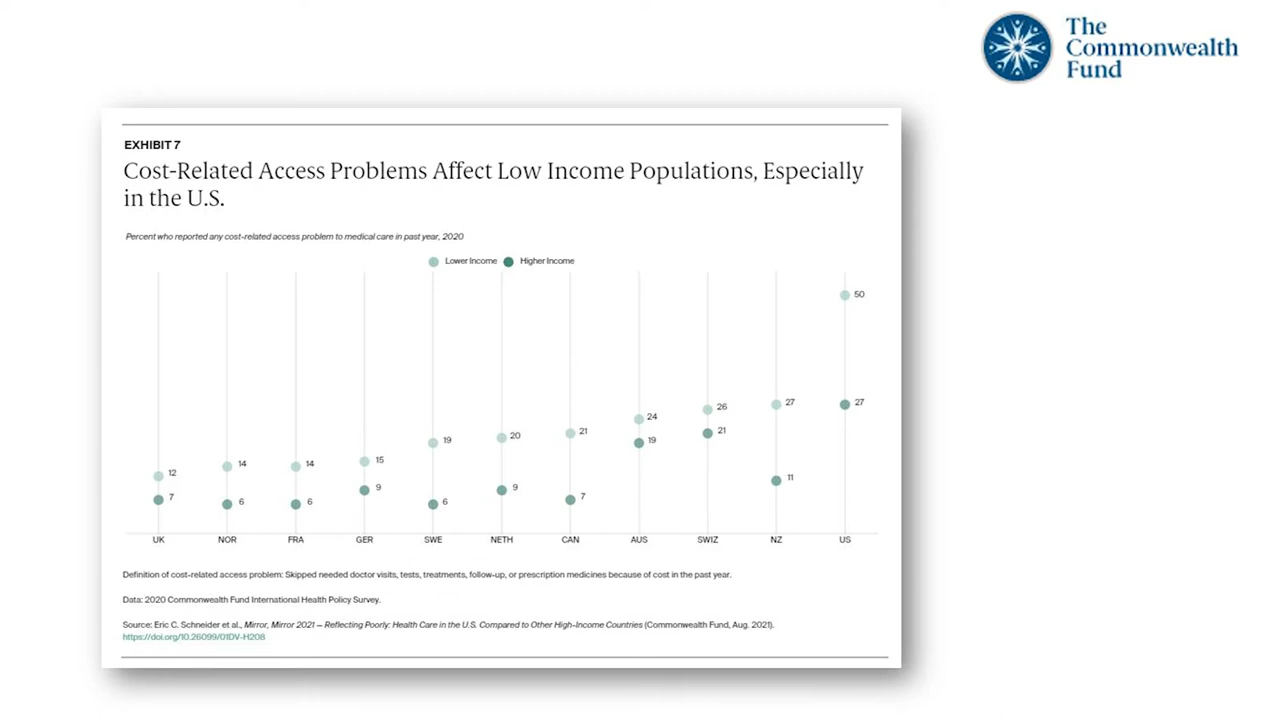 The
Commonwealth
Fund
EXHIBIT 7
Cost-Related Access Problems Affect Low Income Populations, Especially
in the U.S.
Percent who reported any cost-related access problem to medical care in past year, 2020
Lower Income Higher Income
50
27 27
26
24
21
21
20
19
19
15
14 14
12
11
9 9
7 7
6 6 6
UK NOR FRA GER SWE NETH CAN AUS SWIZ NZ US
Definition of cost-related access problem: Skipped needed doctor visits, tests, treatments, follow-up, or prescription medicines because of cost in the past year.
Data: 2020 Commonwealth Fund International Health Policy Survey.
Source: Eric C. Schneider et al., Mirror, Mirror 2021 — Reflecting Poorly: Health Care in the U.S. Compared to Other High-Income Countries (Commonwealth Fund, Aug. 2021).
https://doi.org/10.26099/01DV-H208